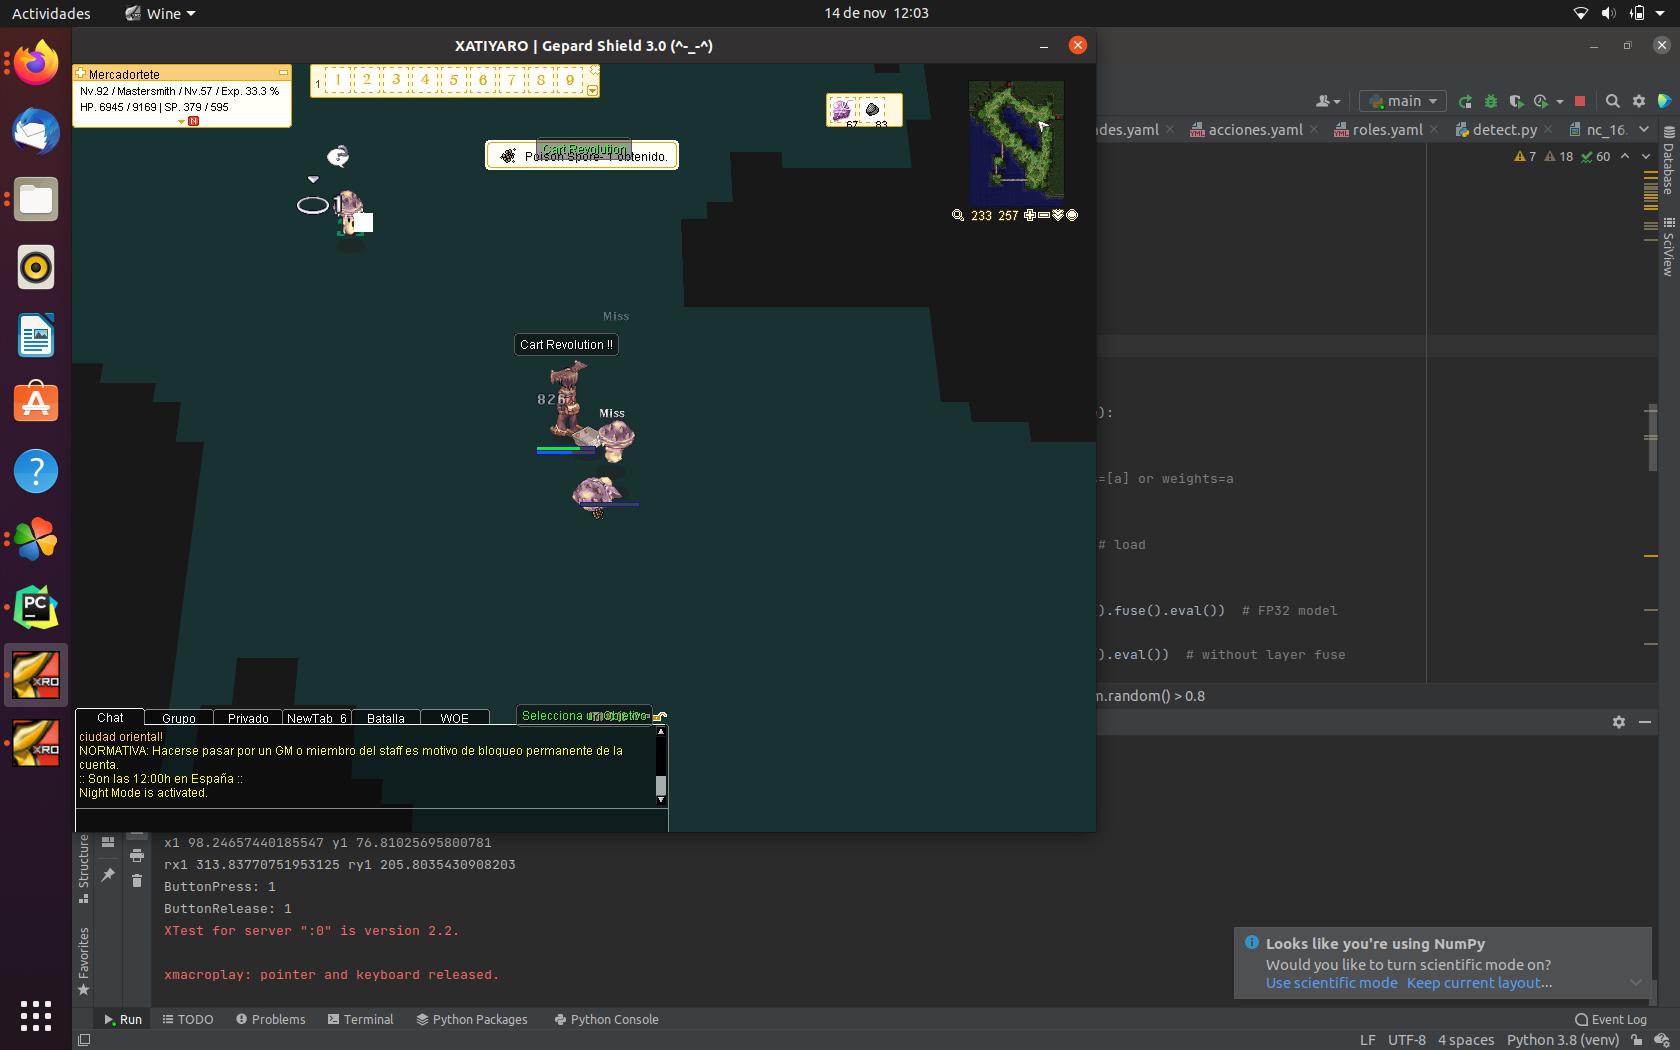 Actividades
Wine
14 de nov 12:03
XATIYARO | Gepard Shield 3.0 (^-_-^)
Mercadortete
Nv.92 / Mastersmith / Nv.57 / Exp. 33.3 %
HP. 6945 / 9169 | SP. 379 / 595
N
1 1 2 3 4 5 6 7 8 9
67 83
Cart Revolution
Poison Spore- 1 obtenido.
233 257
Miss
Cart Revolution !!
826
Miss
main
des.yaml
acciones.yaml
roles.yaml
detect.py
nc_16.
7 18 60
Database
SciView
):
=[a] or weights=a
# load
).fuse().eval()) # FP32 model
).eval()) # without layer fuse
m.random() > 0.8
Chat Grupo Privado NewTab_6 Batalla WOE
Selecciona un objetivo
ciudad oriental!
NORMATIVA: Hacerse pasar por un GM o miembro del staff es motivo de bloqueo permanente de la
cuenta.
:: Son las 12:00h en España ::
Night Mode is activated.
x1 98.24657440185547 y1 76.81025695800781
rx1 313.83770751953125 ry1 205.8035430908203
ButtonPress: 1
ButtonRelease: 1
XTest for server ":0" is version 2.2.
xmacroplay: pointer and keyboard released.
Structure
Favorites
PC
XRO
XRO
Looks like you're using NumPy
Would you like to turn scientific mode on?
Use scientific mode Keep current layout...
Run TODO Problems Terminal Python Packages Python Console
Event Log
LF UTF-8 4 spaces Python 3.8 (venv)